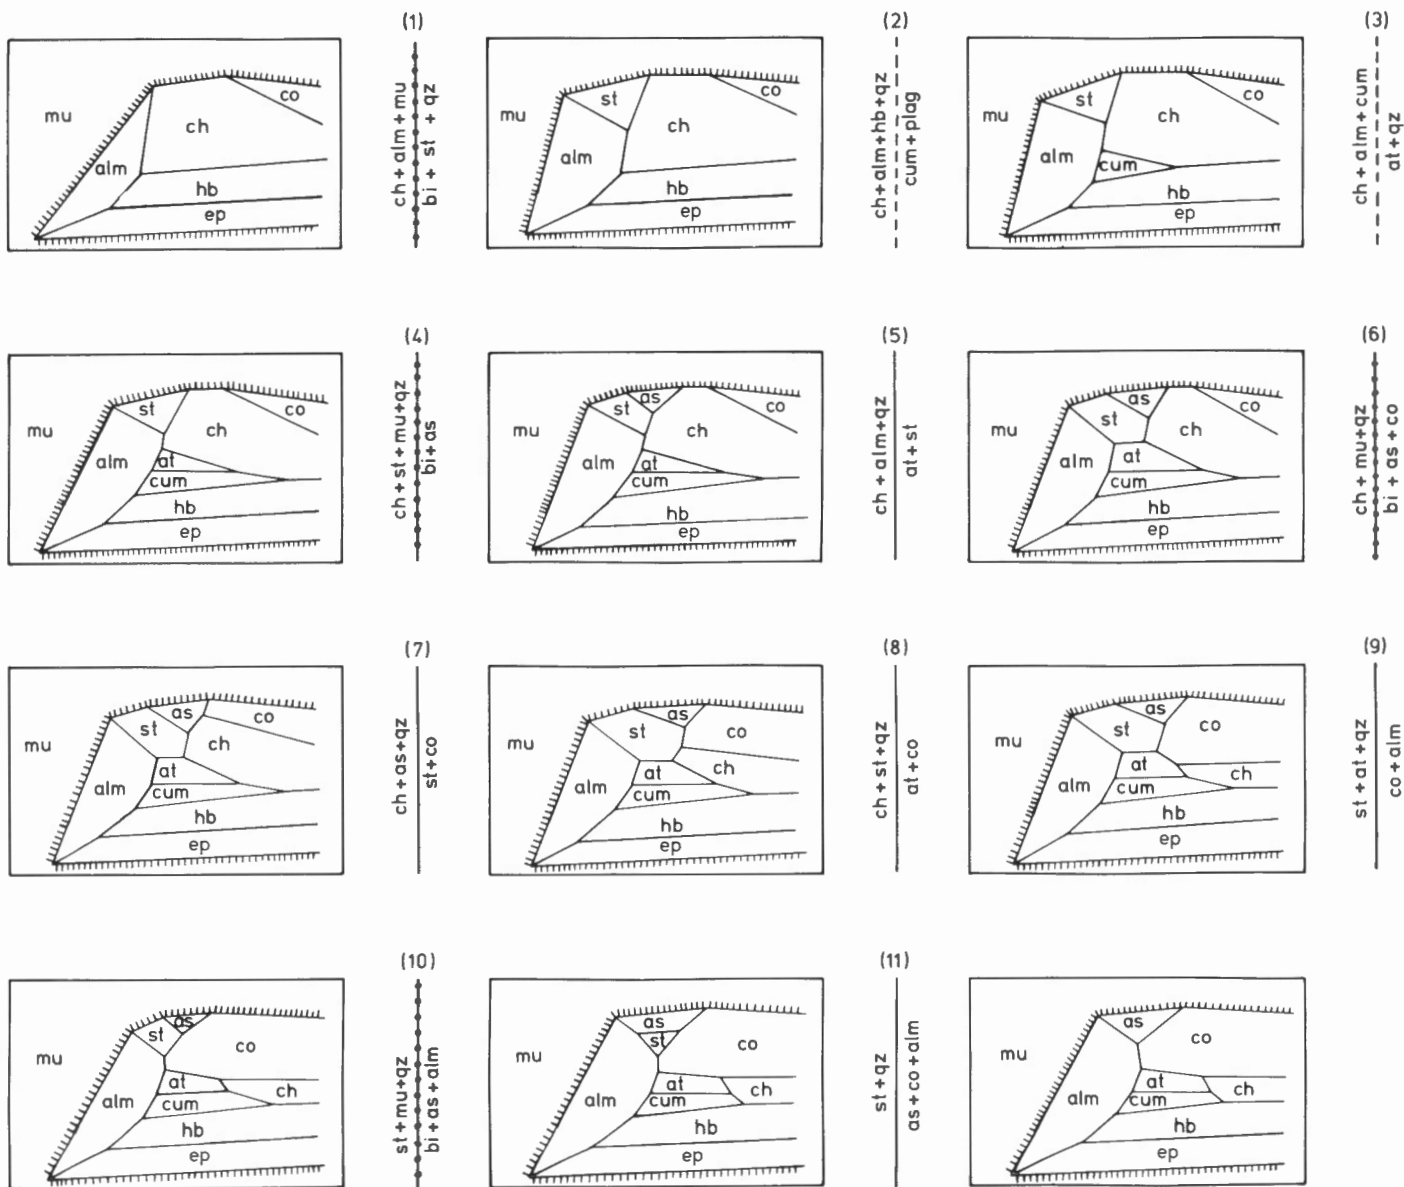 (1)
(2)
(3)
mu
alm
ch
co
hb
ep
ch + alm + mu
bi + st + qz
mu
st
alm
ch
co
hb
ep
ch + alm + hb + qz
cum + plag
mu
st
alm
ch
co
cum
hb
ep
ch + alm + cum
at + qz
(4)
(5)
(6)
mu
st
co
ch
alm
at
cum
hb
ep
ch + st + mu + qz
bi + as
mu
st
as
co
ch
alm
at
cum
hb
ep
ch + alm + qz
at + st
mu
as
st
co
ch
alm
at
cum
hb
ep
ch + mu + qz
bi + as + co
(7)
(8)
(9)
mu
as
st
co
ch
at
alm
cum
hb
ep
ch + as + qz
st + co
mu
as
st
co
ch
at
alm
cum
hb
ep
ch + st + qz
at + co
mu
as
st
co
at
ch
alm
cum
hb
ep
st + at + qz
co + alm
(10)
(11)
mu
as
st
co
at
ch
alm
cum
hb
ep
st + mu + qz
bi + as + alm
mu
as
st
co
at
ch
alm
cum
hb
ep
st + qz
as + co + alm
mu
as
co
at
ch
alm
cum
hb
ep